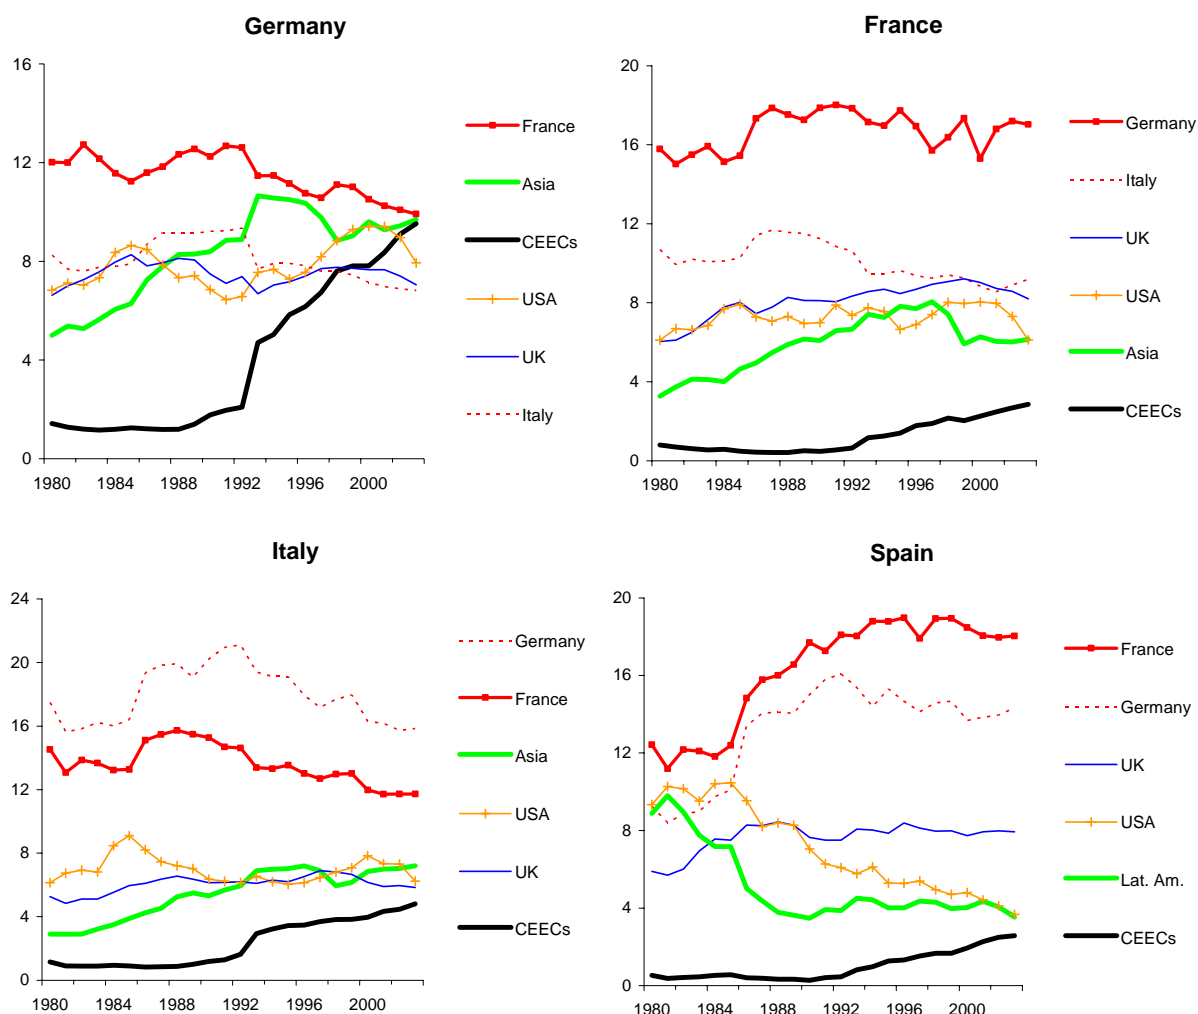 Germany
16
12
8
4
0
1980 1984 1988 1992 1996 2000
France
Asia
CEECs
USA
UK
Italy
France
20
16
12
8
4
0
1980 1984 1988 1992 1996 2000
Germany
Italy
UK
USA
Asia
CEECs
Italy
24
20
16
12
8
4
0
1980 1984 1988 1992 1996 2000
Germany
France
Asia
USA
UK
CEECs
Spain
20
16
12
8
4
0
1980 1984 1988 1992 1996 2000
France
Germany
UK
USA
Lat. Am.
CEECs